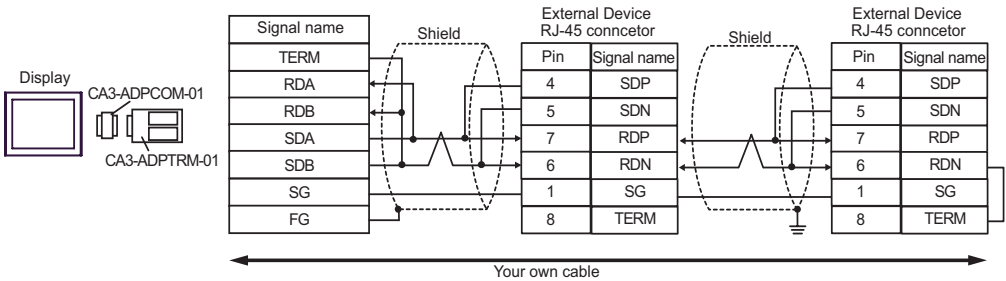 Display
CA3-ADPCOM-01
CA3-ADPTRM-01
Signal name
TERM
RDA
RDB
SDA
SDB
SG
FG
Shield
External Device
RJ-45 conncetor
Pin Signal name
4 SDP
5 SDN
7 RDP
6 RDN
1 SG
8 TERM
Shield
External Device
RJ-45 conncetor
Pin Signal name
4 SDP
5 SDN
7 RDP
6 RDN
1 SG
8 TERM
Your own cable